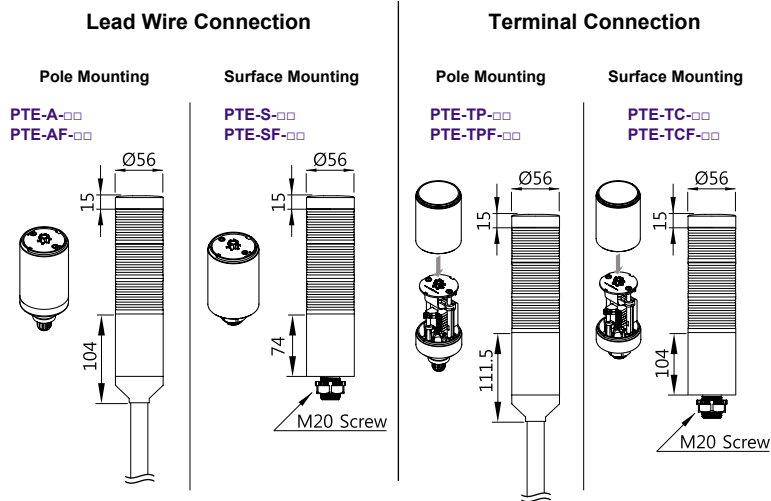 Lead Wire Connection
Terminal Connection
Pole Mounting
Surface Mounting
Pole Mounting
Surface Mounting
PTE-A-□□
PTE-AF-□□
PTE-S-□□
PTE-SF-□□
PTE-TP-□□
PTE-TPF-□□
PTE-TC-□□
PTE-TCF-□□
Ø56
15
104
Ø56
15
74
M20 Screw
Ø56
15
111.5
Ø56
15
104
M20 Screw